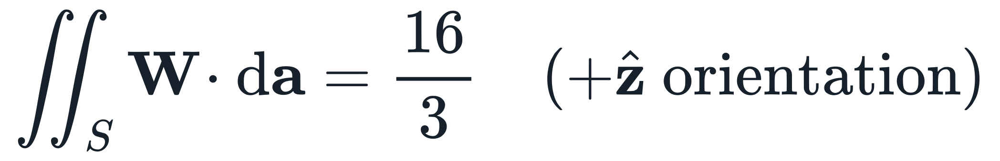 ∬_S 𝐖 · d𝐚 = 16/3 (+𝐳̂ orientation)